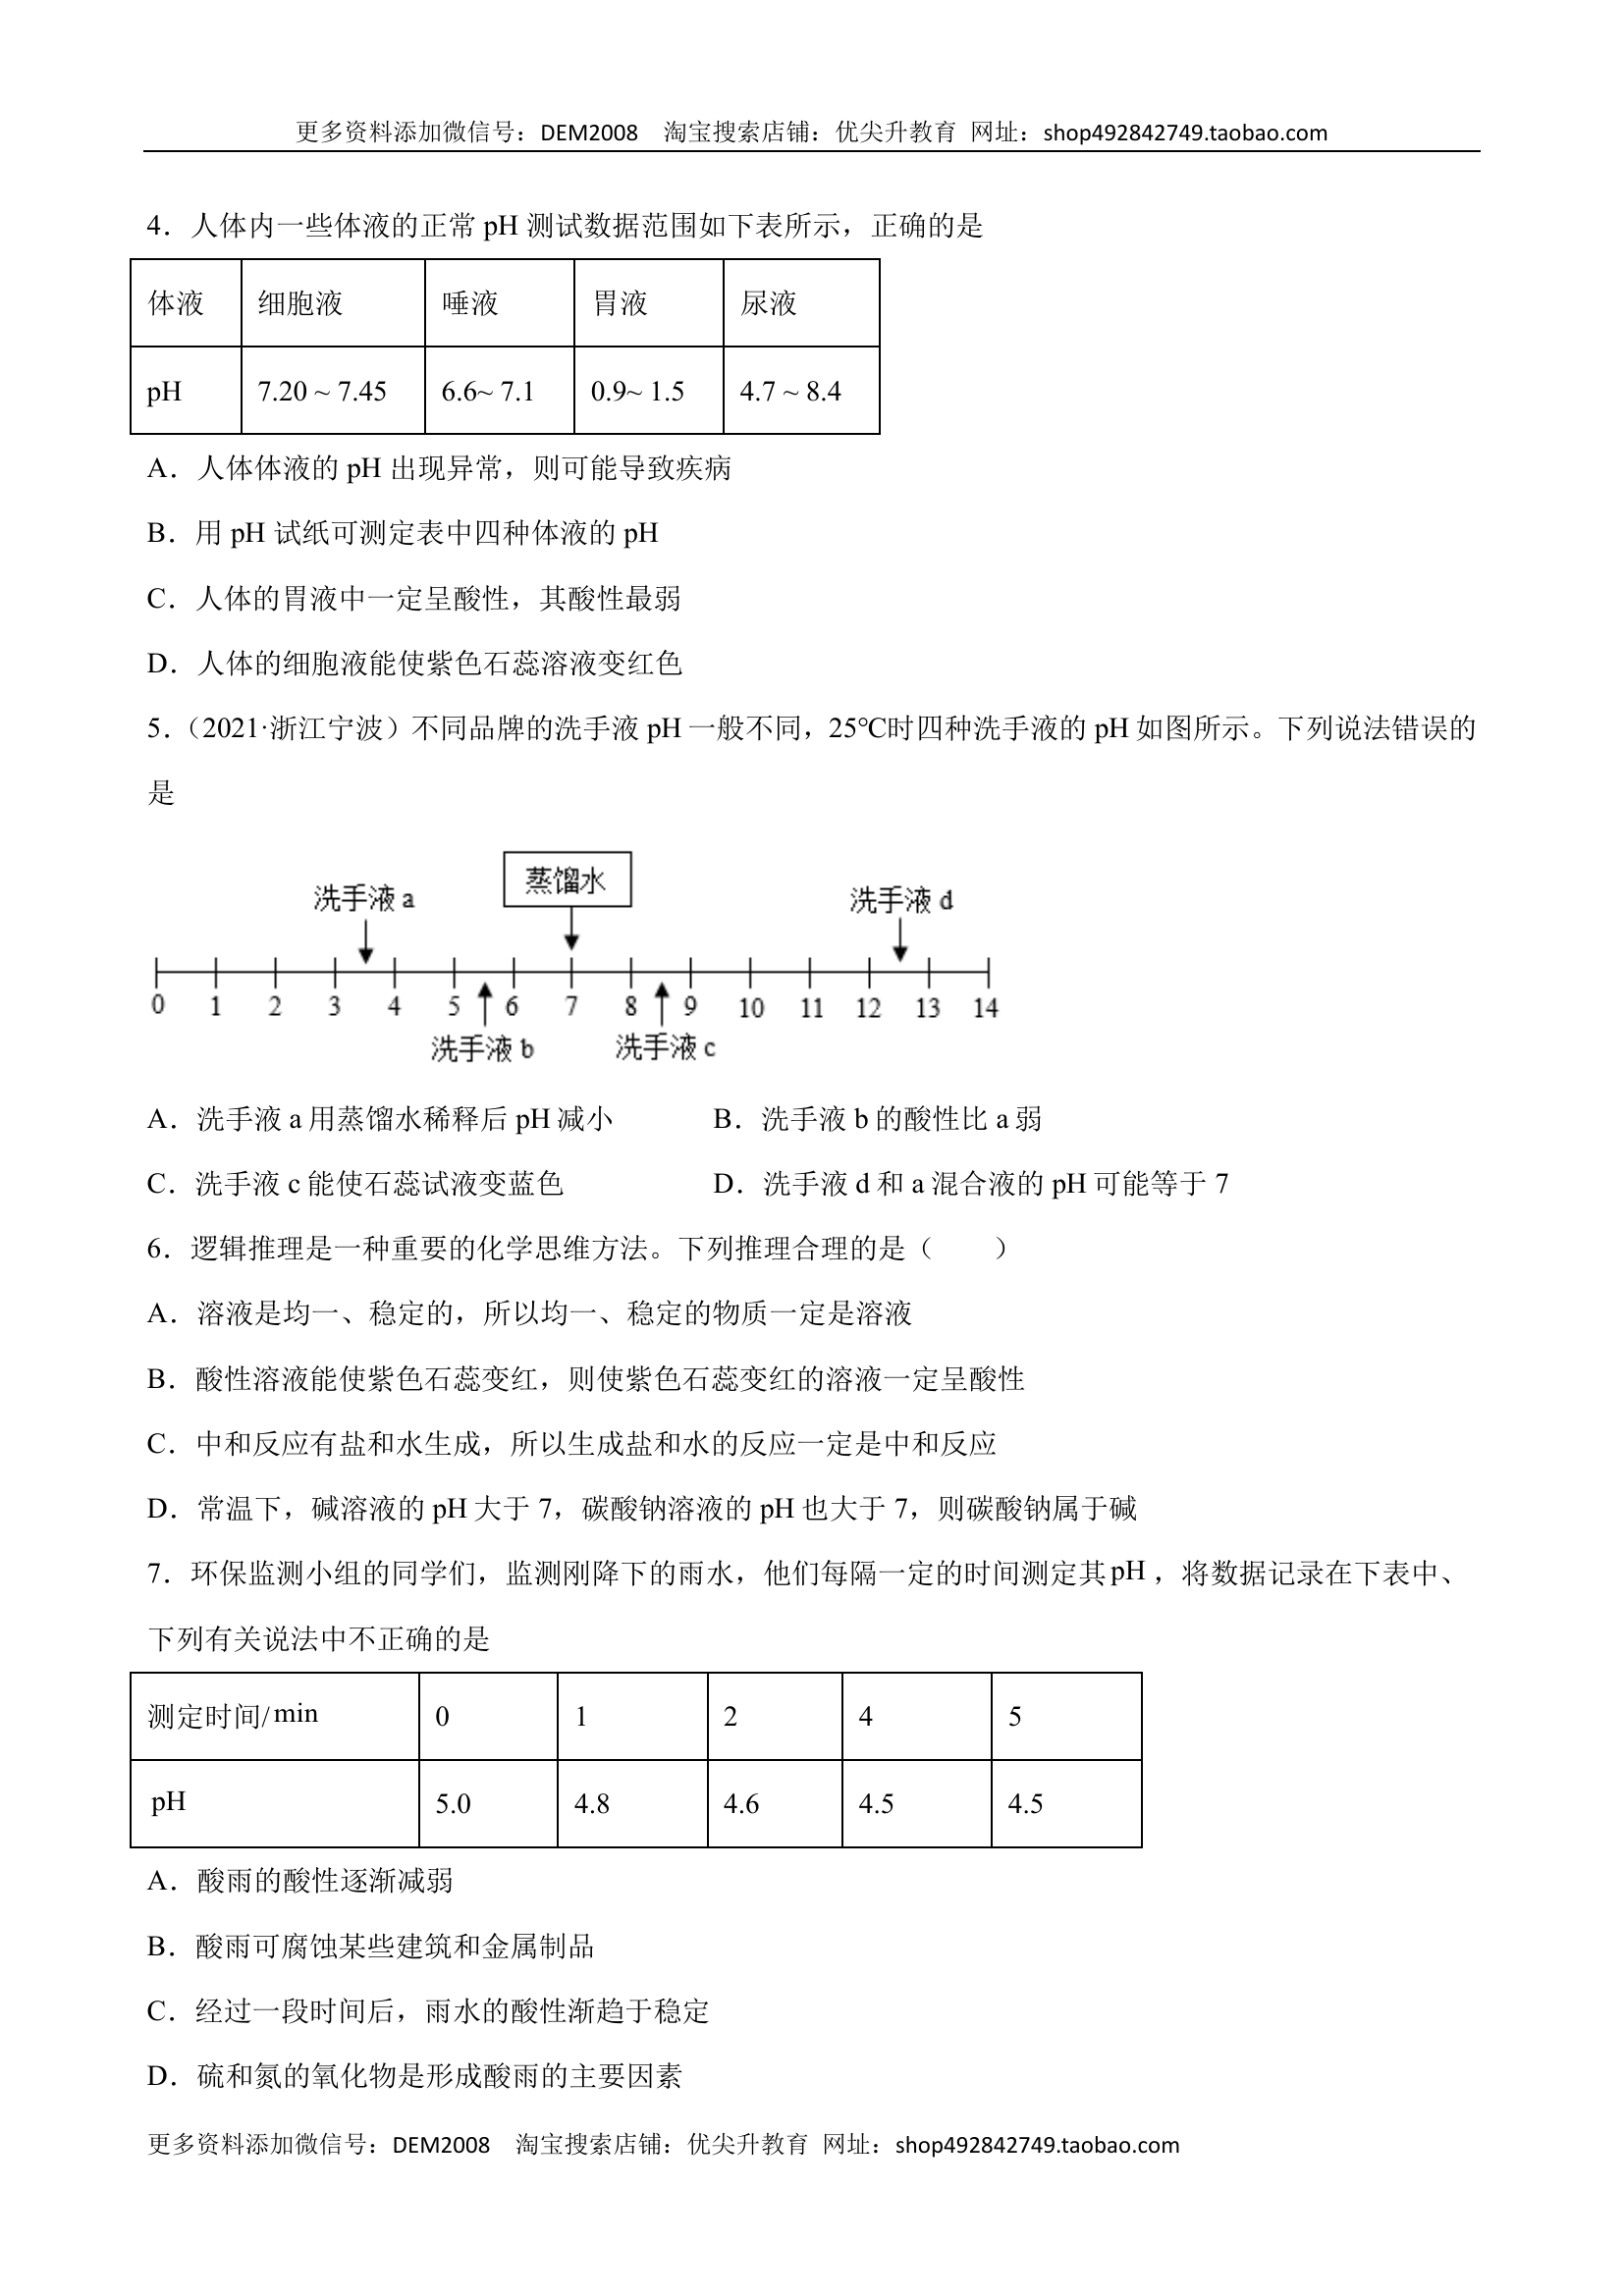 更多资料添加微信号：DEM2008 淘宝搜索店铺：优尖升教育 网址：shop492842749.taobao.com
4．人体内一些体液的正常 pH 测试数据范围如下表所示，正确的是
体液 细胞液 唾液 胃液 尿液
pH 7.20 ~ 7.45 6.6~ 7.1 0.9~ 1.5 4.7 ~ 8.4
A．人体体液的 pH 出现异常，则可能导致疾病
B．用 pH 试纸可测定表中四种体液的 pH
C．人体的胃液中一定呈酸性，其酸性最弱
D．人体的细胞液能使紫色石蕊溶液变红色
5．（2021·浙江宁波）不同品牌的洗手液 pH 一般不同，25℃时四种洗手液的 pH 如图所示。下列说法错误的
是
蒸馏水
洗手液 a 洗手液 d
0 1 2 3 4 5 6 7 8 9 10 11 12 13 14
洗手液 b 洗手液 c
A．洗手液 a 用蒸馏水稀释后 pH 减小 B．洗手液 b 的酸性比 a 弱
C．洗手液 c 能使石蕊试液变蓝色 D．洗手液 d 和 a 混合液的 pH 可能等于 7
6．逻辑推理是一种重要的化学思维方法。下列推理合理的是（　　）
A．溶液是均一、稳定的，所以均一、稳定的物质一定是溶液
B．酸性溶液能使紫色石蕊变红，则使紫色石蕊变红的溶液一定呈酸性
C．中和反应有盐和水生成，所以生成盐和水的反应一定是中和反应
D．常温下，碱溶液的 pH 大于 7，碳酸钠溶液的 pH 也大于 7，则碳酸钠属于碱
7．环保监测小组的同学们，监测刚降下的雨水，他们每隔一定的时间测定其 pH ，将数据记录在下表中、
下列有关说法中不正确的是
测定时间/ min 0 1 2 4 5
pH 5.0 4.8 4.6 4.5 4.5
A．酸雨的酸性逐渐减弱
B．酸雨可腐蚀某些建筑和金属制品
C．经过一段时间后，雨水的酸性渐趋于稳定
D．硫和氮的氧化物是形成酸雨的主要因素
更多资料添加微信号：DEM2008 淘宝搜索店铺：优尖升教育 网址：shop492842749.taobao.com